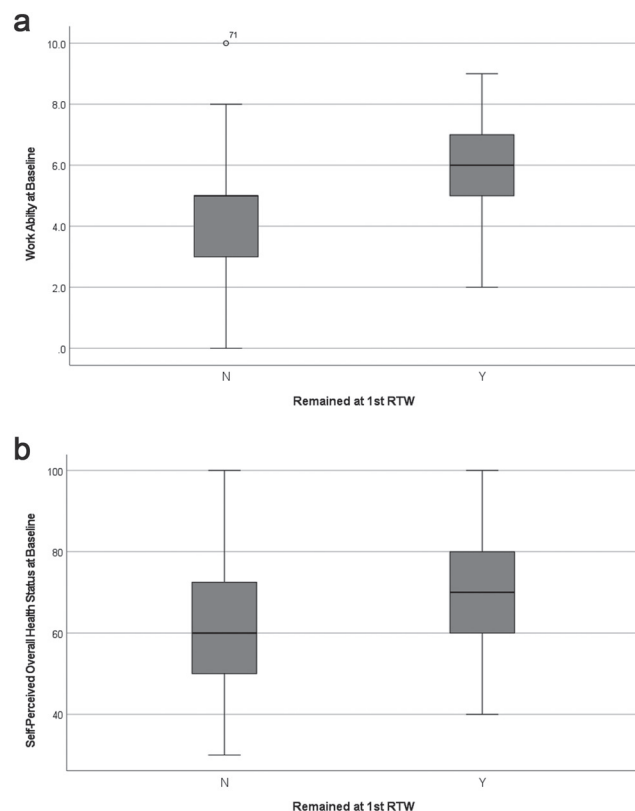 a
10.0
71
8.0
6.0
4.0
2.0
.0
Work Abilty at Baseline
N
Y
Remained at 1st RTW
b
100
80
60
40
Self-Perceived Overall Health Status at Baseline
N
Y
Remained at 1st RTW